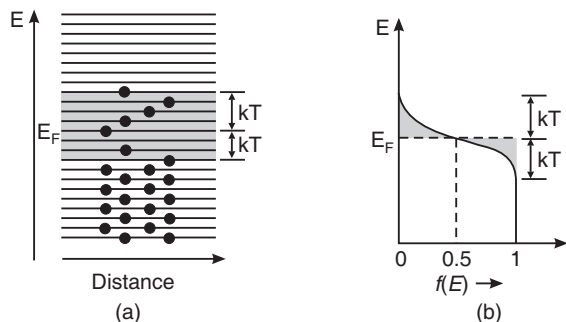 E
kT
E_F
kT
Distance
(a)
E
kT
E_F
kT
0 0.5 1
f(E) →
(b)